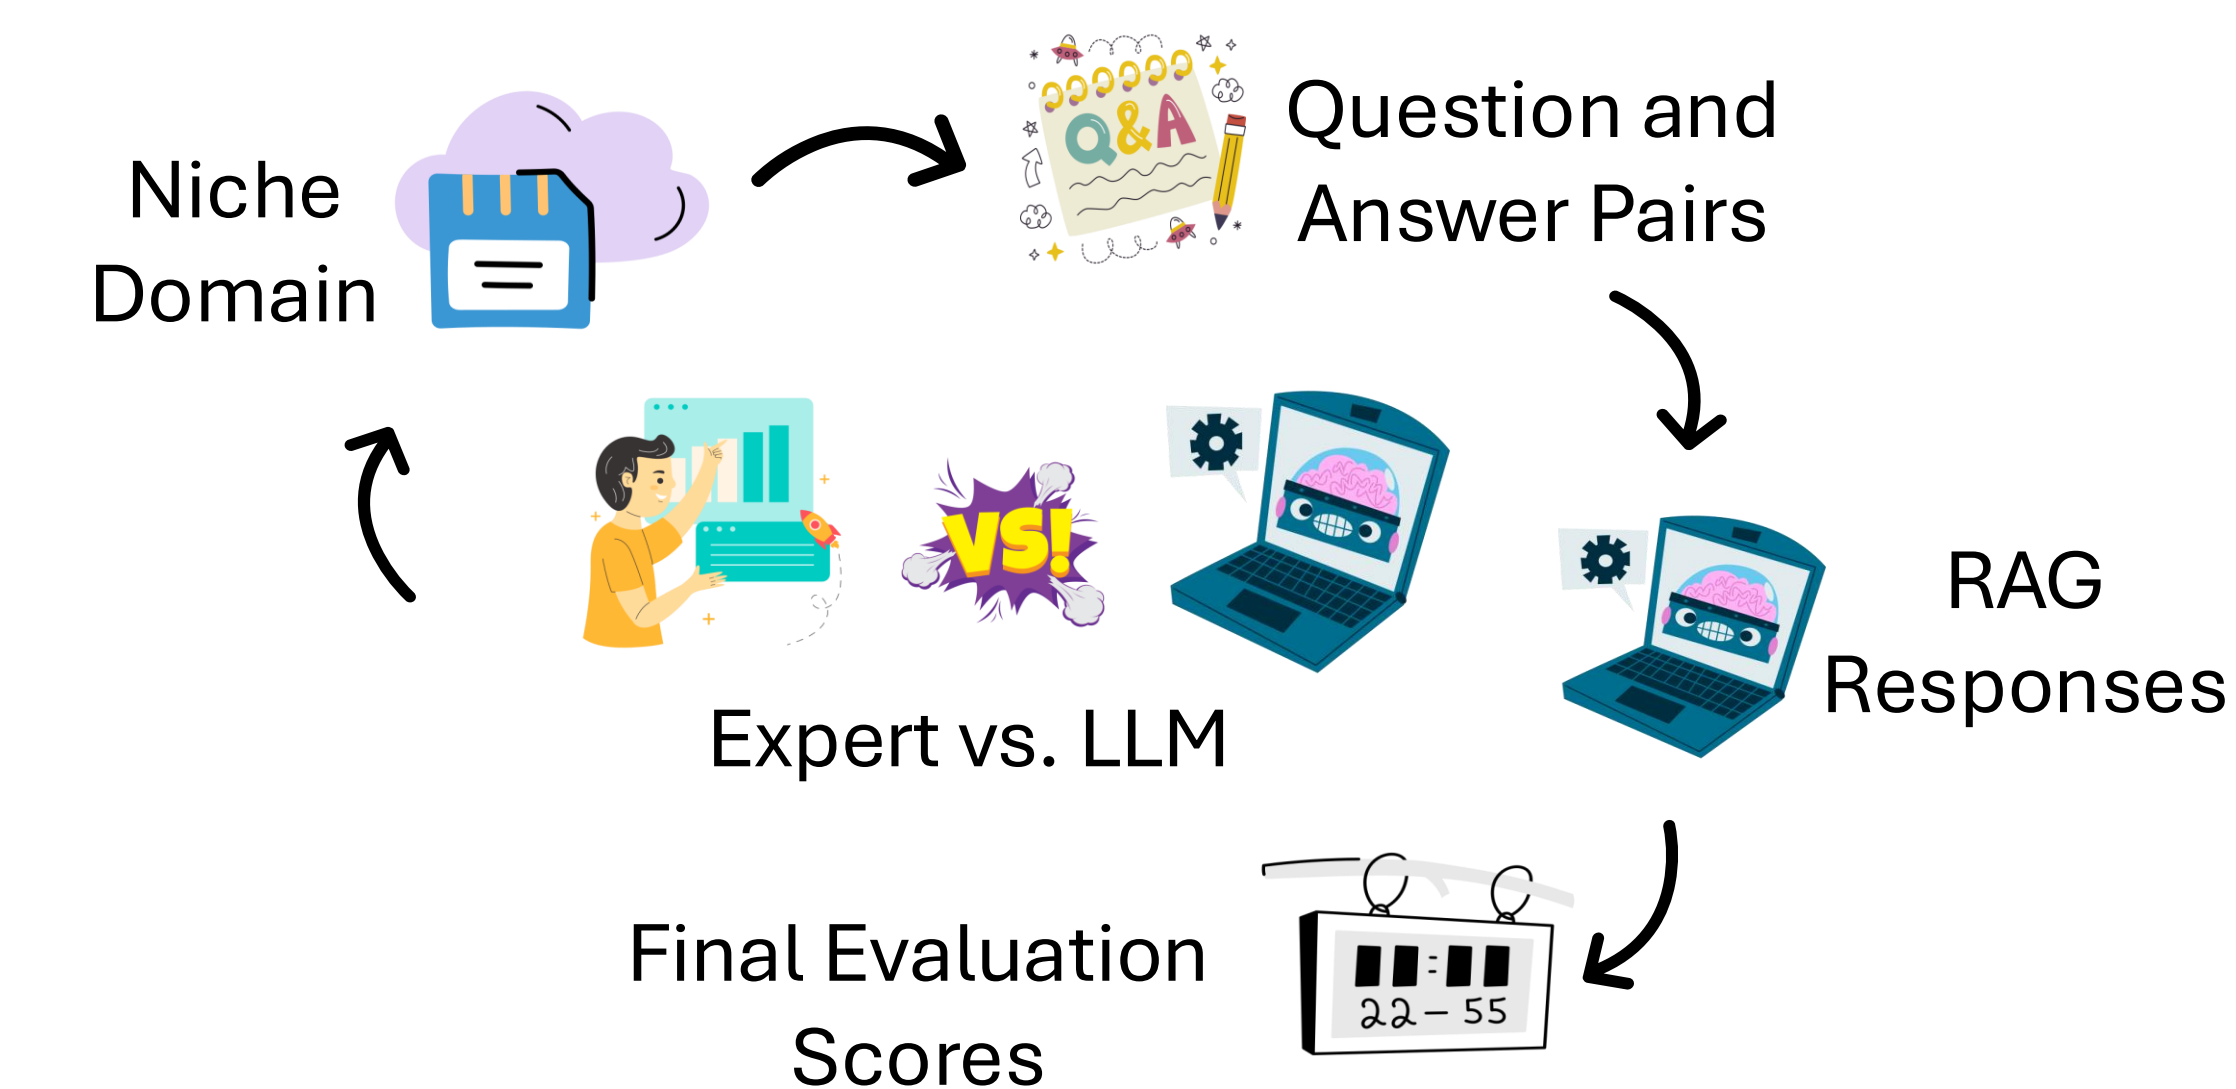 Niche
Domain
Q&A
Question and
Answer Pairs
VS!
Expert vs. LLM
RAG
Responses
Final Evaluation
Scores
22-55